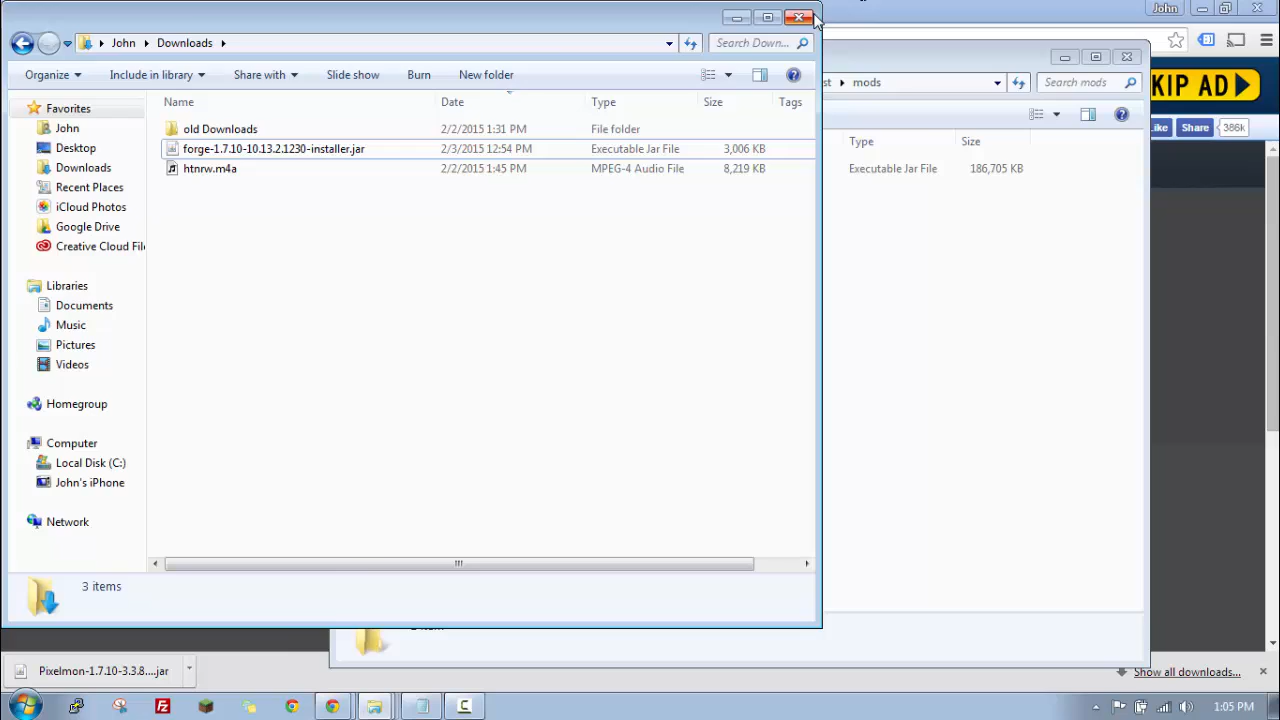 John
John Downloads
Search Down...
Organize Include in library Share with Slide show Burn New folder
st mods
Search mods
KIP AD
Like Share 386k
Favorites
John
Desktop
Downloads
Recent Places
iCloud Photos
Google Drive
Creative Cloud Fil
Libraries
Documents
Music
Pictures
Videos
Homegroup
Computer
Local Disk (C:)
John's iPhone
Network
Name Date Type Size Tags
old Downloads 2/2/2015 1:31 PM File folder
forge-1.7.10-10.13.2.1230-installer.jar 2/3/2015 12:54 PM Executable Jar File 3,006 KB
htnrw.m4a 2/2/2015 1:45 PM MPEG-4 Audio File 8,219 KB
Type Size
Executable Jar File 186,705 KB
3 items
Pixelmon-1.7.10-3.3.8....jar
Show all downloads...
1:05 PM